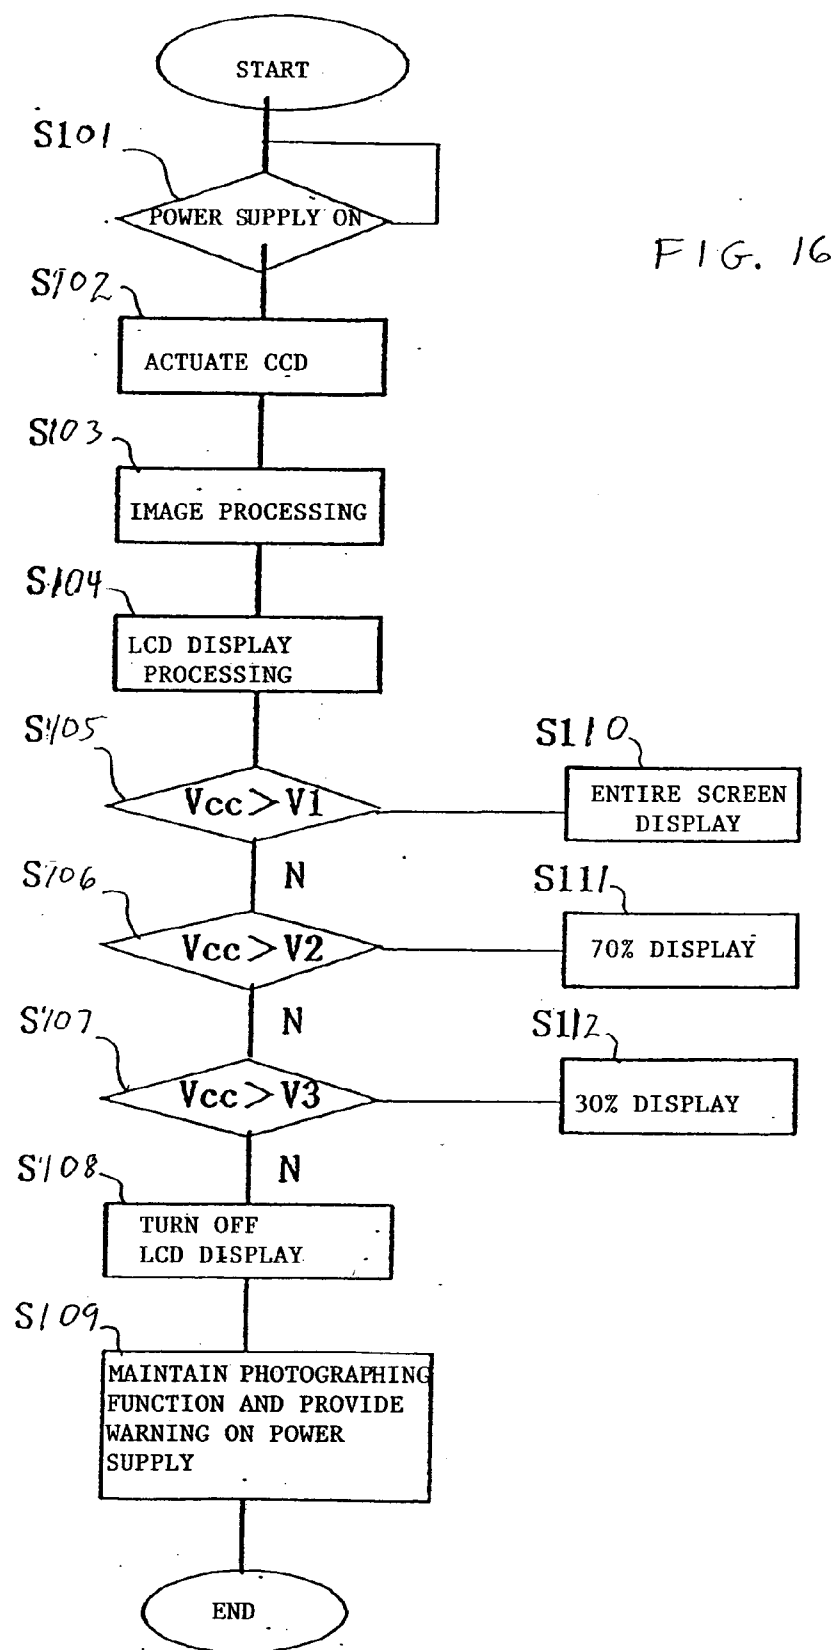 START
S101
POWER SUPPLY ON
FIG. 16
S102
ACTUATE CCD
S103
IMAGE PROCESSING
S104
LCD DISPLAY
PROCESSING
S105
Vcc > V1
S110
ENTIRE SCREEN
DISPLAY
N
S106
Vcc > V2
S111
70% DISPLAY
N
S107
Vcc > V3
S112
30% DISPLAY
N
S108
TURN OFF
LCD DISPLAY
S109
MAINTAIN PHOTOGRAPHING
FUNCTION AND PROVIDE
WARNING ON POWER
SUPPLY
END